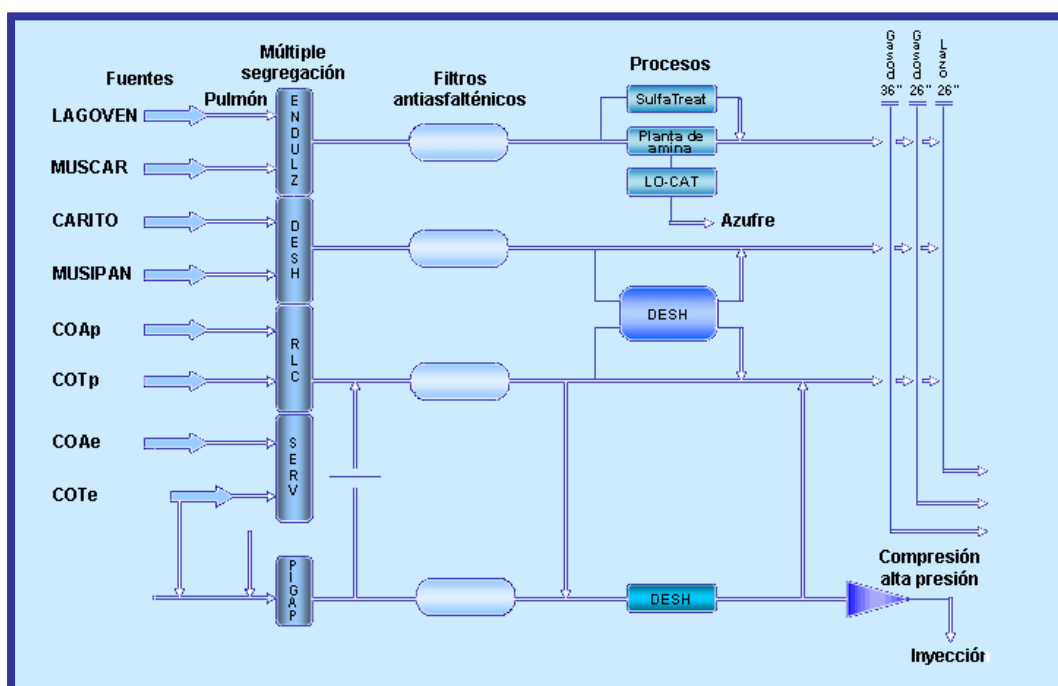 Fuentes
Múltiple
segregación
Pulmón
Filtros
antiasfalténicos
Procesos
Gasod
36"
Gasod
26"
Lazo
26"
LAGOVEN
MUSCAR
CARITO
MUSIPAN
COAp
COTp
COAe
COTe
ENDULZ
DESH
RLC
SERV
PIGAP
SulfaTreat
Planta de
amina
LO-CAT
Azufre
DESH
DESH
Compresión
alta presión
Inyección